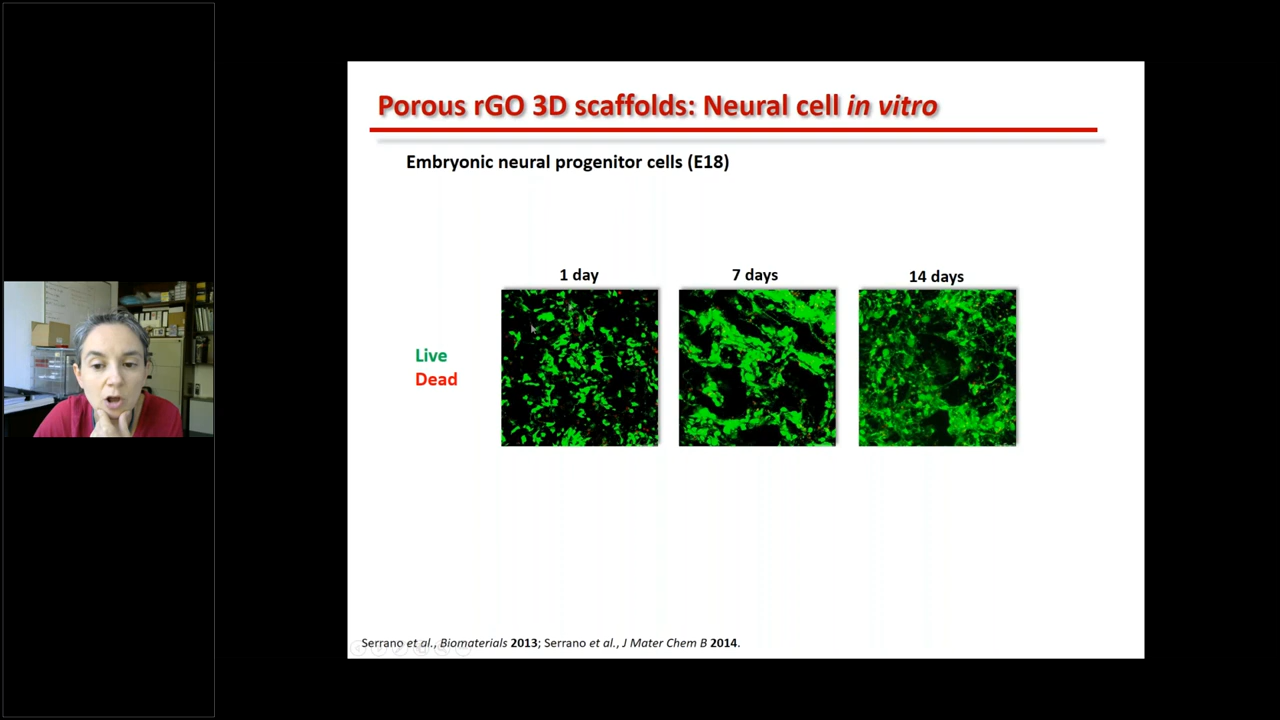 Porous rGO 3D scaffolds: Neural cell in vitro
Embryonic neural progenitor cells (E18)
1 day
7 days
14 days
Live
Dead
Serrano et al., Biomaterials 2013; Serrano et al., J Mater Chem B 2014.